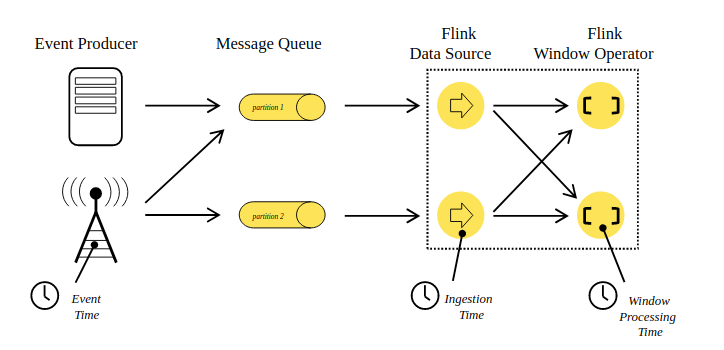 Event Producer
Message Queue
Flink
Data Source
Flink
Window Operator
partition 1
partition 2
Event
Time
Ingestion
Time
Window
Processing
Time